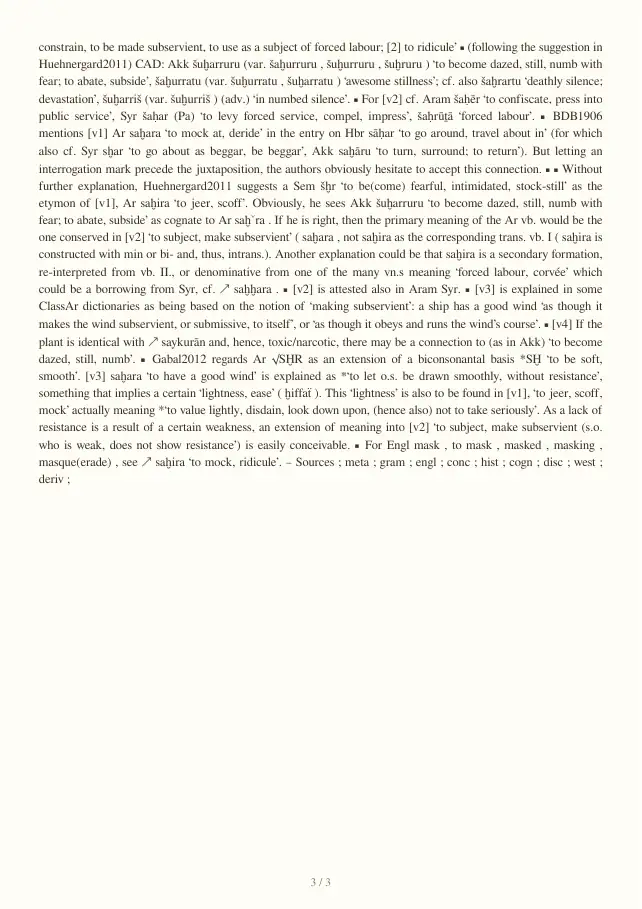 constrain, to be made subservient, to use as a subject of forced labour; [2] to ridicule’ ▪ (following the suggestion in
Huehnergard2011) CAD: Akk šuḫarruru (var. šaḫurruru , šuḫurruru , šuḫruru ) ‘to become dazed, still, numb with
fear; to abate, subside’, šaḫurratu (var. šuḫurratu , šuḫarratu ) ‘awesome stillness’; cf. also šaḫrartu ‘deathly silence;
devastation’, šuḫarriš (var. šuḫurriš ) (adv.) ‘in numbed silence’. ▪ For [v2] cf. Aram šaḥēr ‘to confiscate, press into
public service’, Syr šaḥar (Pa) ‘to levy forced service, compel, impress’, šaḥrūṯā ‘forced labour’. ▪ BDB1906
mentions [v1] Ar saḫara ‘to mock at, deride’ in the entry on Hbr sāḥar ‘to go around, travel about in’ (for which
also cf. Syr sḥar ‘to go about as beggar, be beggar’, Akk saḫāru ‘to turn, surround; to return’). But letting an
interrogation mark precede the juxtaposition, the authors obviously hesitate to accept this connection. ▪ ▪ Without
further explanation, Huehnergard2011 suggests a Sem šḫr ‘to be(come) fearful, intimidated, stock-still’ as the
etymon of [v1], Ar saḫira ‘to jeer, scoff’. Obviously, he sees Akk šuḫarruru ‘to become dazed, still, numb with
fear; to abate, subside’ as cognate to Ar saḫˇra . If he is right, then the primary meaning of the Ar vb. would be the
one conserved in [v2] ‘to subject, make subservient’ ( saḫara , not saḫira as the corresponding trans. vb. I ( saḫira is
constructed with min or bi- and, thus, intrans.). Another explanation could be that saḫira is a secondary formation,
re-interpreted from vb. II., or denominative from one of the many vn.s meaning ‘forced labour, corvée’ which
could be a borrowing from Syr, cf. ↗ saḫḫara . ▪ [v2] is attested also in Aram Syr. ▪ [v3] is explained in some
ClassAr dictionaries as being based on the notion of ‘making subservient’: a ship has a good wind ‘as though it
makes the wind subservient, or submissive, to itself’, or ‘as though it obeys and runs the wind’s course’. ▪ [v4] If the
plant is identical with ↗ saykurān and, hence, toxic/narcotic, there may be a connection to (as in Akk) ‘to become
dazed, still, numb’. ▪ Gabal2012 regards Ar √SḪR as an extension of a biconsonantal basis *SḪ ‘to be soft,
smooth’. [v3] saḫara ‘to have a good wind’ is explained as *‘to let o.s. be drawn smoothly, without resistance’,
something that implies a certain ‘lightness, ease’ ( ḫiffaẗ ). This ‘lightness’ is also to be found in [v1], ‘to jeer, scoff,
mock’ actually meaning *‘to value lightly, disdain, look down upon, (hence also) not to take seriously’. As a lack of
resistance is a result of a certain weakness, an extension of meaning into [v2] ‘to subject, make subservient (s.o.
who is weak, does not show resistance’) is easily conceivable. ▪ For Engl mask , to mask , masked , masking ,
masque(erade) , see ↗ saḫira ‘to mock, ridicule’. – Sources ; meta ; gram ; engl ; conc ; hist ; cogn ; disc ; west ;
deriv ;
3 / 3